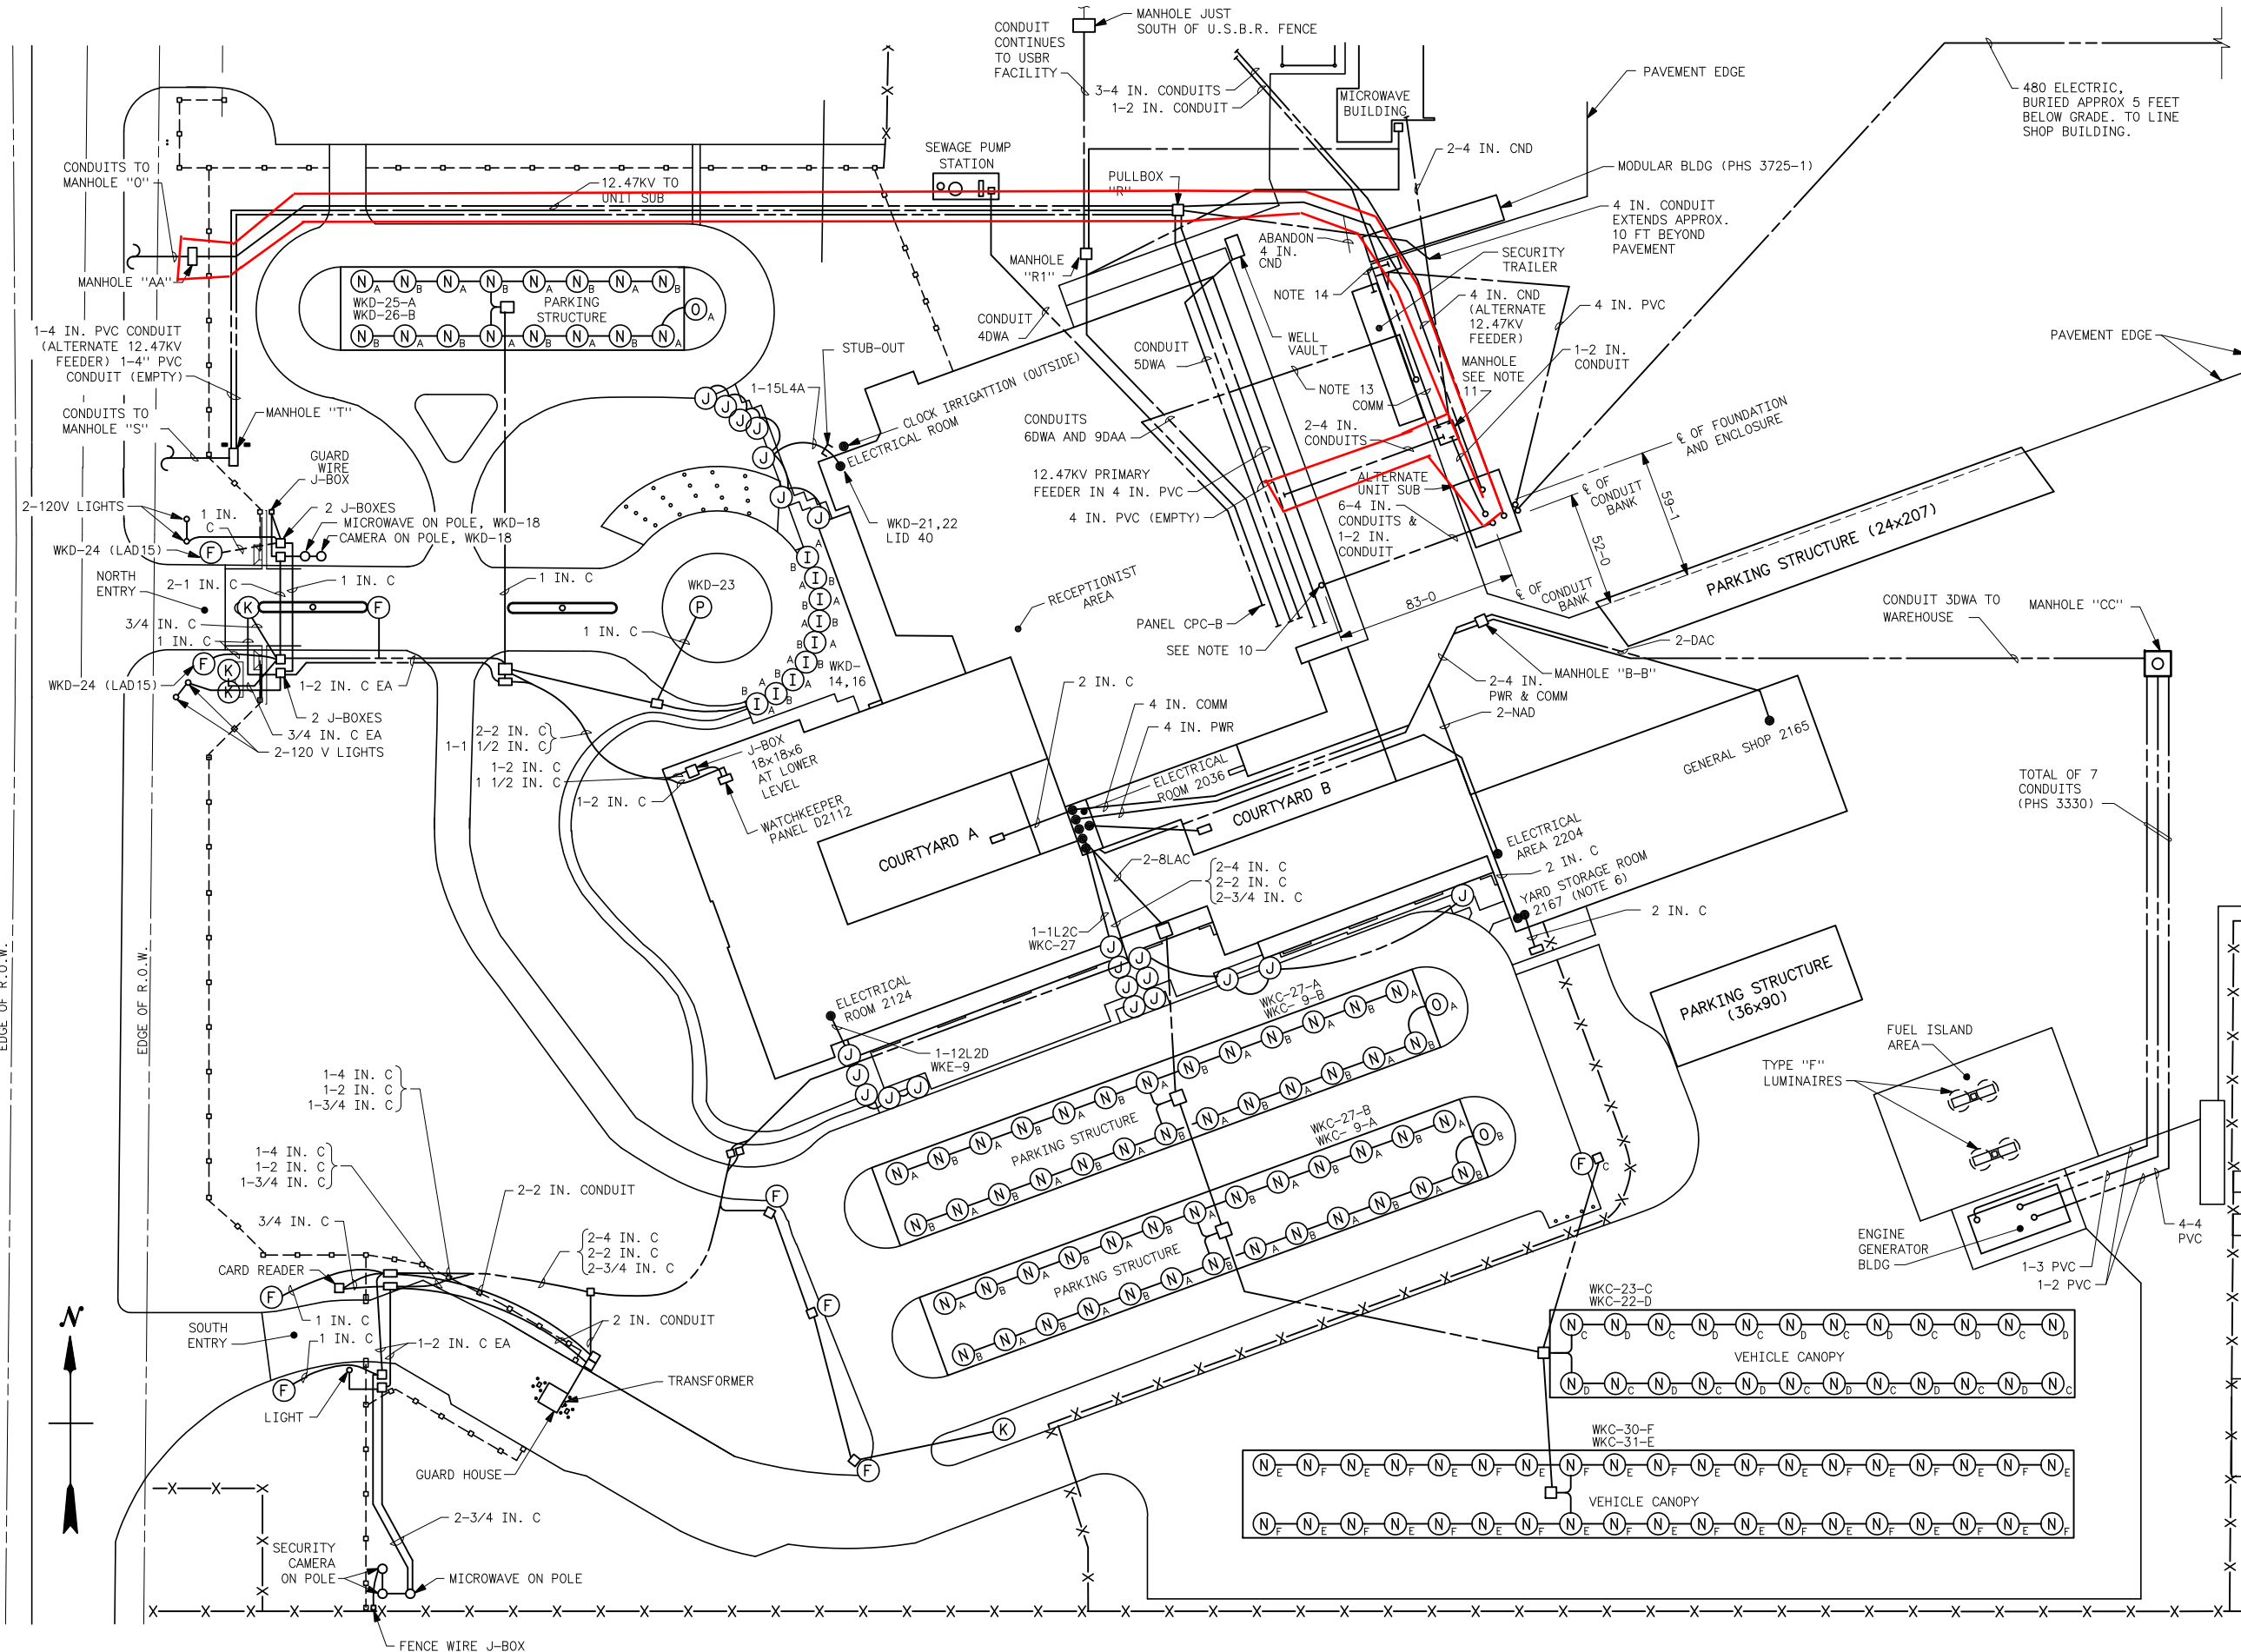 MANHOLE JUST
SOUTH OF U.S.B.R. FENCE
CONDUIT
CONTINUES
TO USBR
FACILITY
3-4 IN. CONDUITS
1-2 IN. CONDUIT
MICROWAVE
BUILDING
PAVEMENT EDGE
480 ELECTRIC,
BURIED APPROX 5 FEET
BELOW GRADE. TO LINE
SHOP BUILDING.
SEWAGE PUMP
STATION
2-4 IN. CND
MODULAR BLDG (PHS 3725-1)
CONDUITS TO
MANHOLE "O"
12.47KV TO
UNIT SUB
PULLBOX
"R"
4 IN. CONDUIT
EXTENDS APPROX.
10 FT BEYOND
PAVEMENT
ABANDON
4 IN.
CND
SECURITY
TRAILER
MANHOLE
"R1"
MANHOLE "AA"
NOTE 14
4 IN. CND
(ALTERNATE
12.47KV
FEEDER)
4 IN. PVC
WKD-25-A
WKD-26-B
PARKING
STRUCTURE
1-4 IN. PVC CONDUIT
(ALTERNATE 12.47KV
FEEDER) 1-4" PVC
CONDUIT (EMPTY)
CONDUIT
4DWA
CONDUIT
5DWA
WELL
VAULT
PAVEMENT EDGE
STUB-OUT
CLOCK IRRIGATTION (OUTSIDE)
ELECTRICAL ROOM
1-15L4A
NOTE 13
COMM
MANHOLE
SEE NOTE
11
1-2 IN.
CONDUIT
CONDUITS TO
MANHOLE "S"
MANHOLE "T"
CONDUITS
6DWA AND 9DAA
2-4 IN.
CONDUITS
℄ OF FOUNDATION
AND ENCLOSURE
GUARD
WIRE
J-BOX
12.47KV PRIMARY
FEEDER IN 4 IN. PVC
4 IN. PVC (EMPTY)
ALTERNATE
UNIT SUB
6-4 IN.
CONDUITS &
1-2 IN.
CONDUIT
℄ OF
CONDUIT
BANK
59-1
52-0
2-120V LIGHTS
1 IN.
C
2 J-BOXES
MICROWAVE ON POLE, WKD-18
CAMERA ON POLE, WKD-18
WKD-24 (LAD15)
WKD-21,22
LID 40
PARKING STRUCTURE (24x207)
NORTH
ENTRY
2-1 IN. C
1 IN. C
1 IN. C
WKD-23
RECEPTIONIST
AREA
83-0
℄ OF
CONDUIT
BANK
CONDUIT 3DWA TO
WAREHOUSE
MANHOLE "CC"
3/4 IN. C
1 IN. C
1 IN. C
PANEL CPC-B
SEE NOTE 10
2-DAC
MANHOLE "B-B"
WKD-24 (LAD15)
1-2 IN. C EA
WKD-
14,16
2 J-BOXES
3/4 IN. C EA
2-120 V LIGHTS
2 IN. C
4 IN. COMM
4 IN. PWR
2-4 IN.
PWR & COMM
2-NAD
2-2 IN. C
1-1 1/2 IN. C
1-2 IN. C
1 1/2 IN. C
1-2 IN. C
J-BOX
18x18x6
AT LOWER
LEVEL
WATCHKEEPER
PANEL D2112
ELECTRICAL
ROOM 2036
GENERAL SHOP 2165
COURTYARD A
COURTYARD B
TOTAL OF 7
CONDUITS
(PHS 3330)
2-8LAC
2-4 IN. C
2-2 IN. C
2-3/4 IN. C
ELECTRICAL
AREA 2204
2 IN. C
YARD STORAGE ROOM
2167 (NOTE 6)
2 IN. C
1-1L2C
WKC-27
EDGE OF R.O.W.
EDGE OF R.O.W.
ELECTRICAL
ROOM 2124
WKC-27-A
WKC- 9-B
PARKING STRUCTURE
(36x90)
FUEL ISLAND
AREA
TYPE "F"
LUMINAIRES
1-12L2D
WKE-9
1-4 IN. C
1-2 IN. C
1-3/4 IN. C
PARKING STRUCTURE
WKC-27-B
WKC- 9-A
1-4 IN. C
1-2 IN. C
1-3/4 IN. C
2-2 IN. CONDUIT
3/4 IN. C
2-4 IN. C
2-2 IN. C
2-3/4 IN. C
PARKING STRUCTURE
CARD READER
ENGINE
GENERATOR
BLDG
4-4
PVC
1-3 PVC
1-2 PVC
N
SOUTH
ENTRY
1 IN. C
1 IN. C
1-2 IN. C EA
2 IN. CONDUIT
WKC-23-C
WKC-22-D
VEHICLE CANOPY
TRANSFORMER
LIGHT
GUARD HOUSE
WKC-30-F
WKC-31-E
VEHICLE CANOPY
2-3/4 IN. C
SECURITY
CAMERA
ON POLE
MICROWAVE ON POLE
FENCE WIRE J-BOX